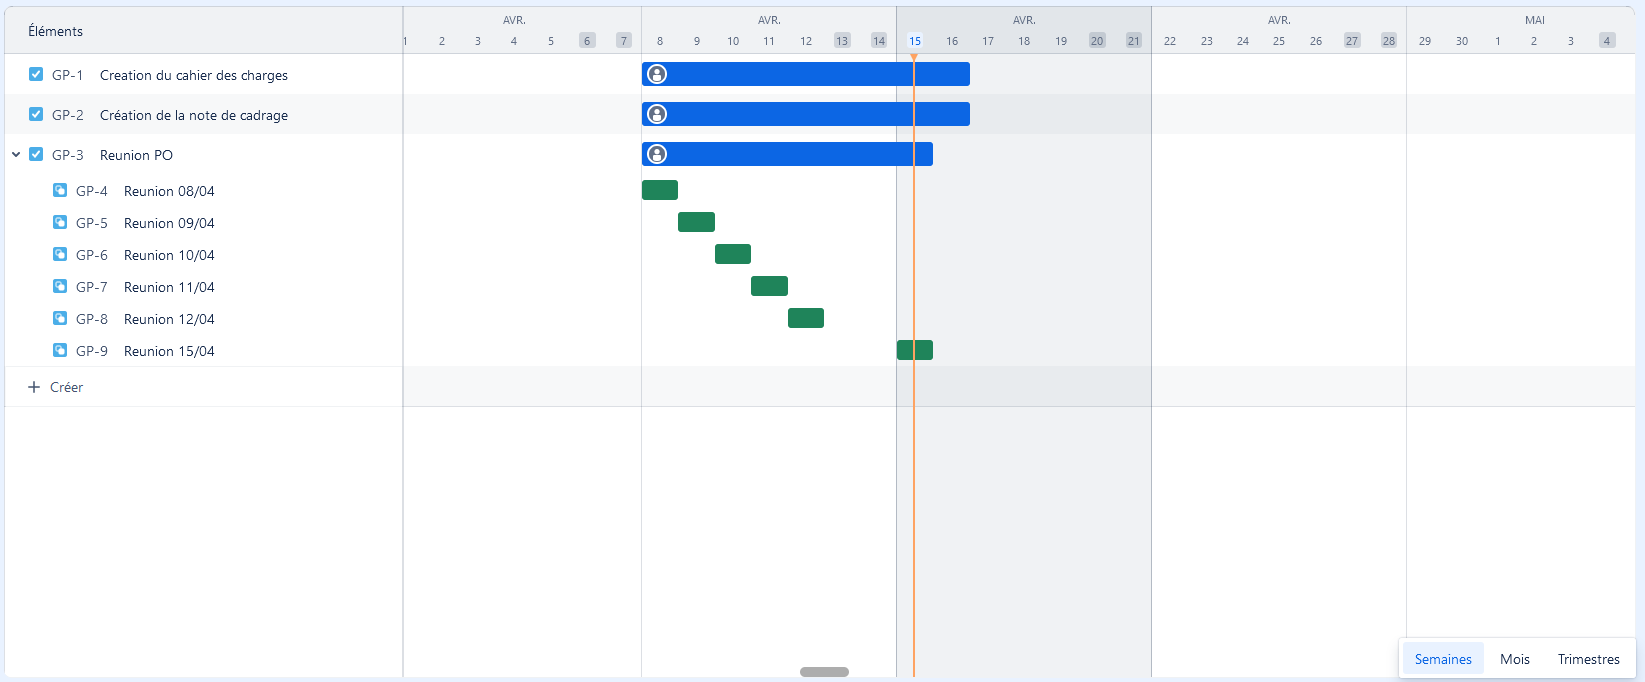 Éléments
AVR. AVR. AVR. AVR. MAI
1 2 3 4 5 6 7 8 9 10 11 12 13 14 15 16 17 18 19 20 21 22 23 24 25 26 27 28 29 30 1 2 3 4
GP-1 Creation du cahier des charges
GP-2 Création de la note de cadrage
GP-3 Reunion PO
GP-4 Reunion 08/04
GP-5 Reunion 09/04
GP-6 Reunion 10/04
GP-7 Reunion 11/04
GP-8 Reunion 12/04
GP-9 Reunion 15/04
+ Créer
Semaines Mois Trimestres